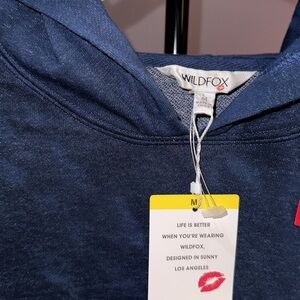 WILDFOX
M
M
LIFE IS BETTER
WHEN YOU'RE WEARING
WILDFOX,
DESIGNED IN SUNNY
LOS ANGELES